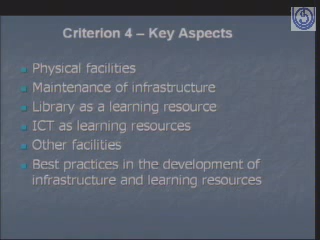 Criterion 4 – Key Aspects
Physical facilities
Maintenance of infrastructure
Library as a learning resource
ICT as learning resources
Other facilities
Best practices in the development of
infrastructure and learning resources